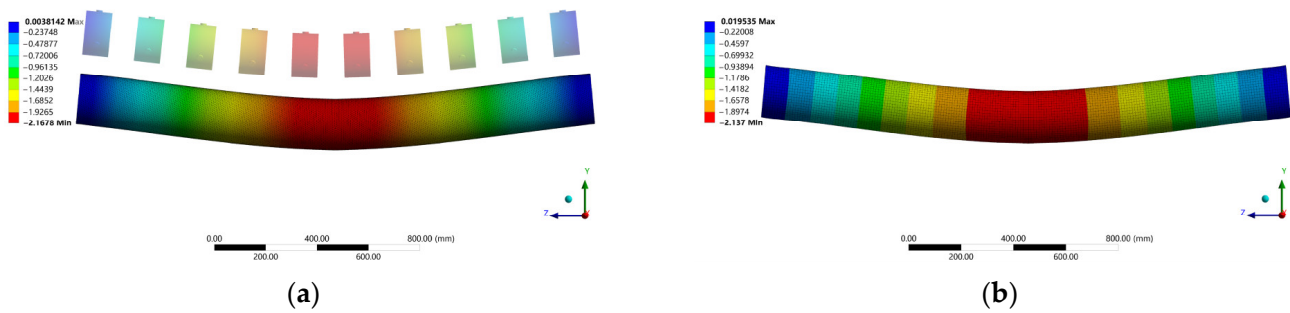 0.0038142 Max
−0.23748
−0.47877
−0.72006
−0.96135
−1.2026
−1.4439
−1.6852
−1.9265
−2.1678 Min
Y
Z
0.00 400.00 800.00 (mm)
200.00 600.00
(a)
0.019535 Max
−0.22008
−0.4597
−0.69932
−0.93894
−1.1786
−1.4182
−1.6578
−1.8974
−2.137 Min
Y
Z
0.00 400.00 800.00 (mm)
200.00 600.00
(b)